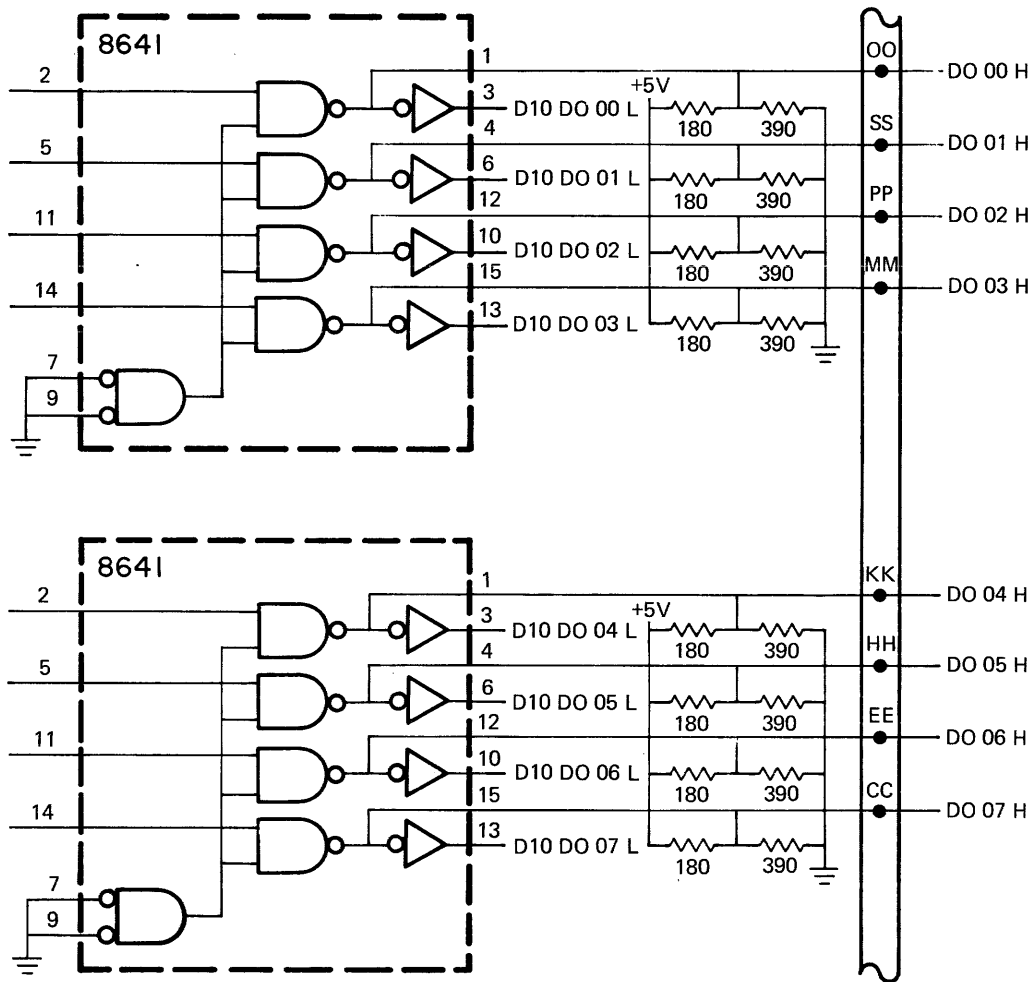 8641
2
1
OO
DO 00 H
+5V
3
D10 DO 00 L
180
390
4
SS
DO 01 H
5
6
D10 DO 01 L
180
390
12
PP
DO 02 H
11
10
D10 DO 02 L
180
390
15
MM
DO 03 H
14
13
D10 DO 03 L
180
390
7
9
8641
2
1
KK
DO 04 H
+5V
3
D10 DO 04 L
180
390
4
HH
DO 05 H
5
6
D10 DO 05 L
180
390
12
EE
DO 06 H
11
10
D10 DO 06 L
180
390
15
CC
DO 07 H
14
13
D10 DO 07 L
180
390
7
9